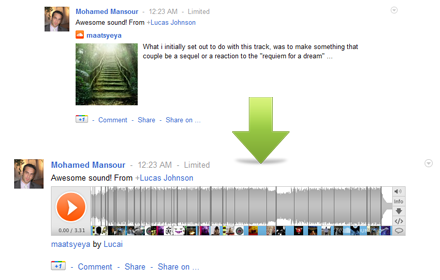 Mohamed Mansour - 12:23 AM - Limited
Awesome sound! From +Lucas Johnson
maatsyeya
What i initially set out to do with this track, was to make something that
couple be a sequel or a reaction to the "requiem for a dream" ...
+1 - Comment - Share - Share on ...
Mohamed Mansour - 12:23 AM - Limited
Awesome sound! From +Lucas Johnson
Info
0.00 / 3.31
maatsyeya by Lucai
+1 - Comment - Share - Share on ...